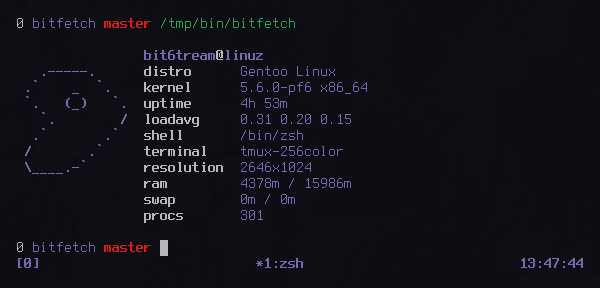 0 bitfetch master /tmp/bin/bitfetch
bit6tream@linuz
distro Gentoo Linux
kernel 5.6.0-pf6 x86_64
uptime 4h 53m
loadavg 0.31 0.20 0.15
shell /bin/zsh
terminal tmux-256color
resolution 2646x1024
ram 4378m / 15986m
swap 0m / 0m
procs 301
0 bitfetch master
[0] *1:zsh 13:47:44